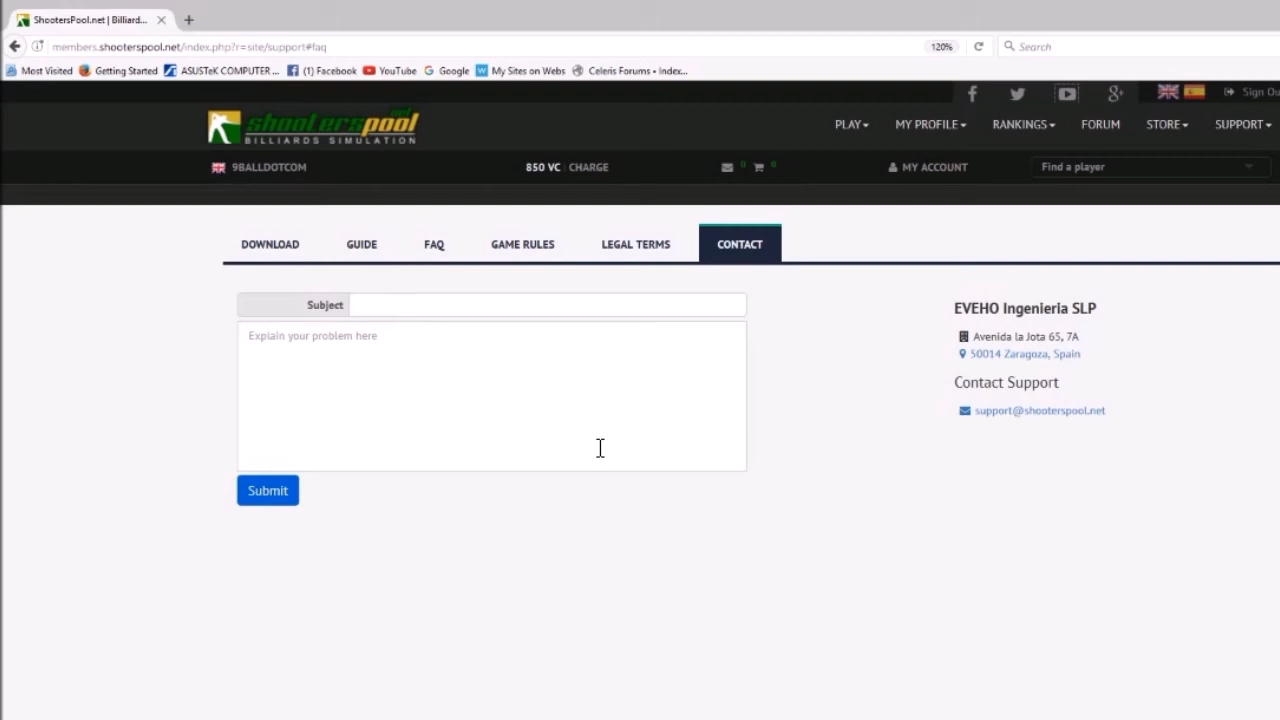 ShootersPool.net | Billiard...
members.shooterspool.net/index.php?r=site/support#faq
120%
Search
Most Visited
Getting Started
ASUSTeK COMPUTER ...
(1) Facebook
YouTube
Google
My Sites on Webs
Celeris Forums • Index...
Sign Ou
shooterspool
.net
BILLIARDS SIMULATION
PLAY
MY PROFILE
RANKINGS
FORUM
STORE
SUPPORT
9BALLDOTCOM
850 VC | CHARGE
0
0
MY ACCOUNT
Find a player
DOWNLOAD
GUIDE
FAQ
GAME RULES
LEGAL TERMS
CONTACT
Subject
Explain your problem here
Submit
EVEHO Ingenieria SLP
Avenida la Jota 65, 7A
50014 Zaragoza, Spain
Contact Support
support@shooterspool.net